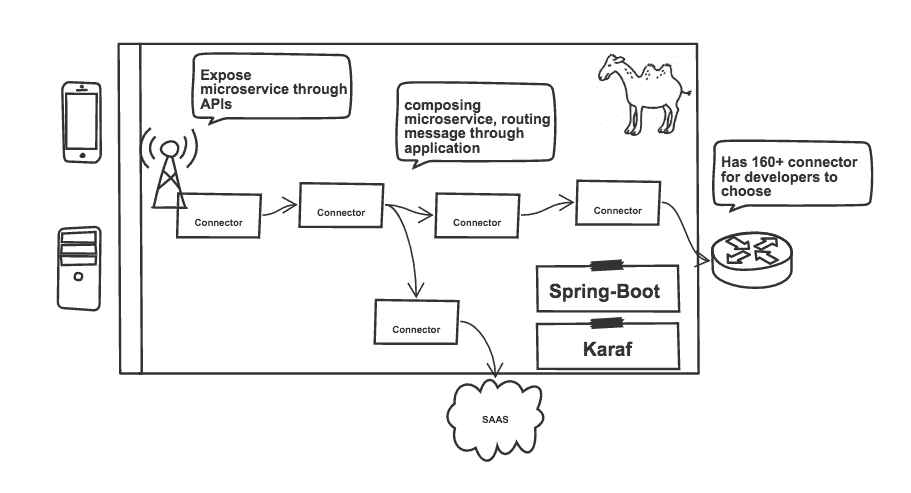 Expose
microservice through
APIs
composing
microservice, routing
message through
application
Has 160+ connector
for developers to
choose
Connector
Connector
Connector
Connector
Connector
Spring-Boot
Karaf
SAAS